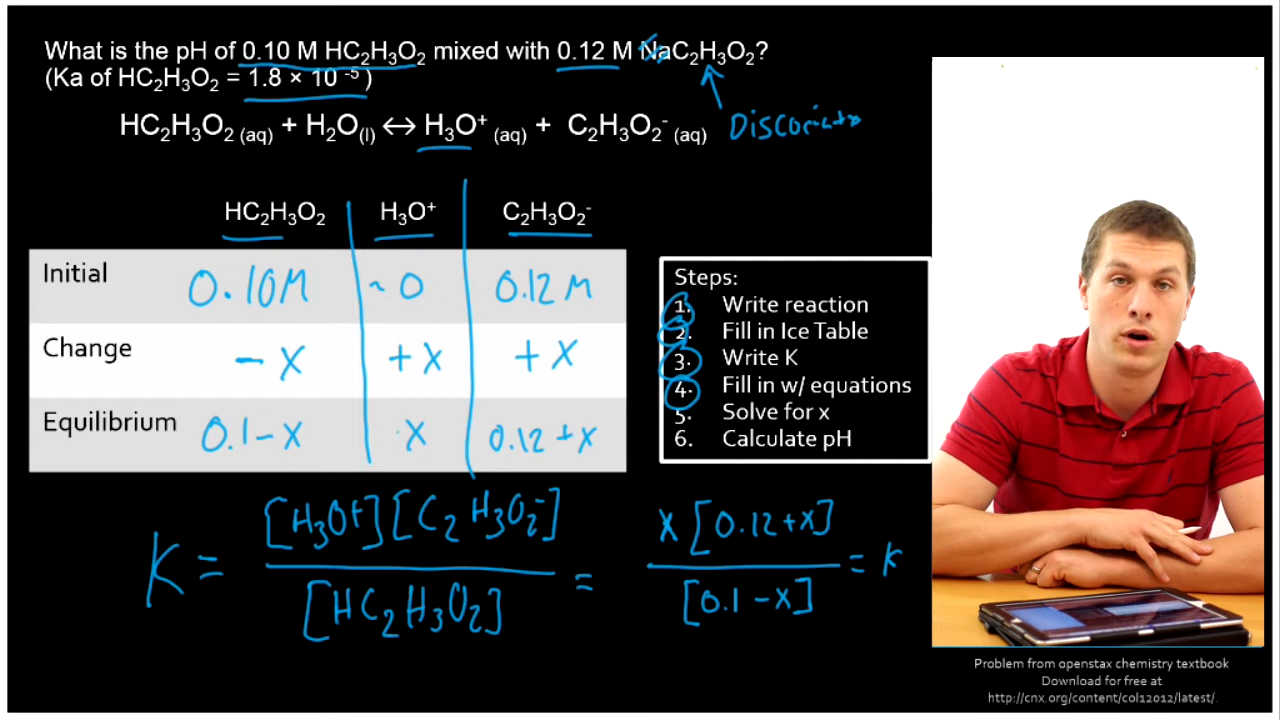 What is the pH of 0.10 M HC₂H₃O₂ mixed with 0.12 M NaC₂H₃O₂?
(Ka of HC₂H₃O₂ = 1.8 × 10 ⁻⁵ )
HC₂H₃O₂ (aq) + H₂O(l) ↔ H₃O⁺ (aq) + C₂H₃O₂⁻ (aq)
HC₂H₃O₂ H₃O⁺ C₂H₃O₂⁻
Initial 0.10M ~0 0.12M
Change -x +x +x
Equilibrium 0.1-x x 0.12+x
Steps:
1. Write reaction
2. Fill in Ice Table
3. Write K
4. Fill in w/ equations
5. Solve for x
6. Calculate pH
K = [H₃O+][C₂H₃O₂⁻] / [HC₂H₃O₂] = x[0.12+x] / [0.1-x] = K
Problem from openstax chemistry textbook
Download for free at
http://cnx.org/content/col12012/latest/.